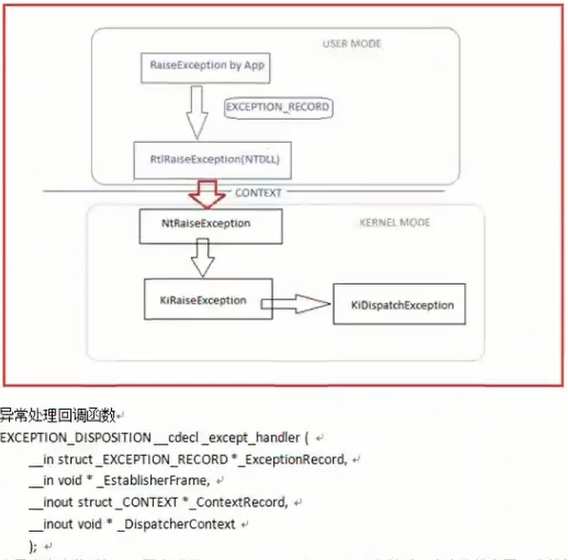 USER MODE
RaiseException by App
EXCEPTION_RECORD
RtlRaiseException(NTDLL)
CONTEXT
NtRaiseException
KERNEL MODE
KiRaiseException
KiDispatchException
异常处理回调函数
EXCEPTION_DISPOSITION __cdecl _except_handler (
__in struct _EXCEPTION_RECORD *_ExceptionRecord,
__in void * _EstablisherFrame,
__inout struct _CONTEXT *_ContextRecord,
__inout void * _DispatcherContext
);